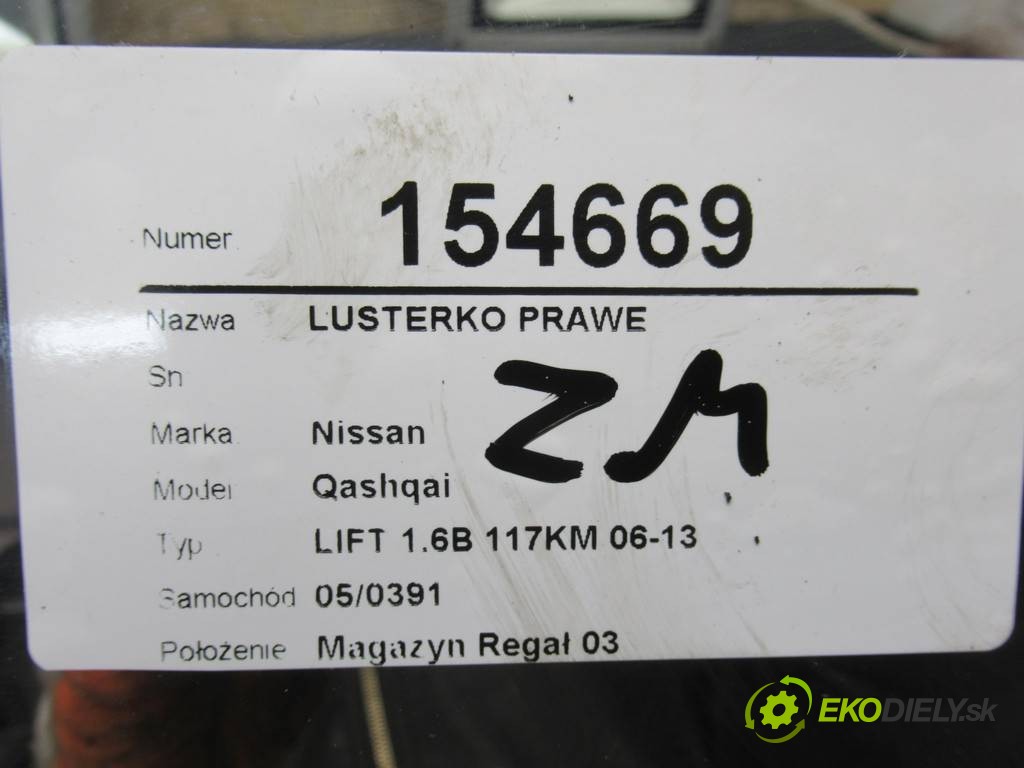 Numer 154669
Nazwa LUSTERKO PRAWE
Sn
ZM
Marka Nissan
Model Qashqai
Typ LIFT 1.6B 117KM 06-13
Samochód 05/0391
Położenie Magazyn Regał 03
EKODIELY.sk